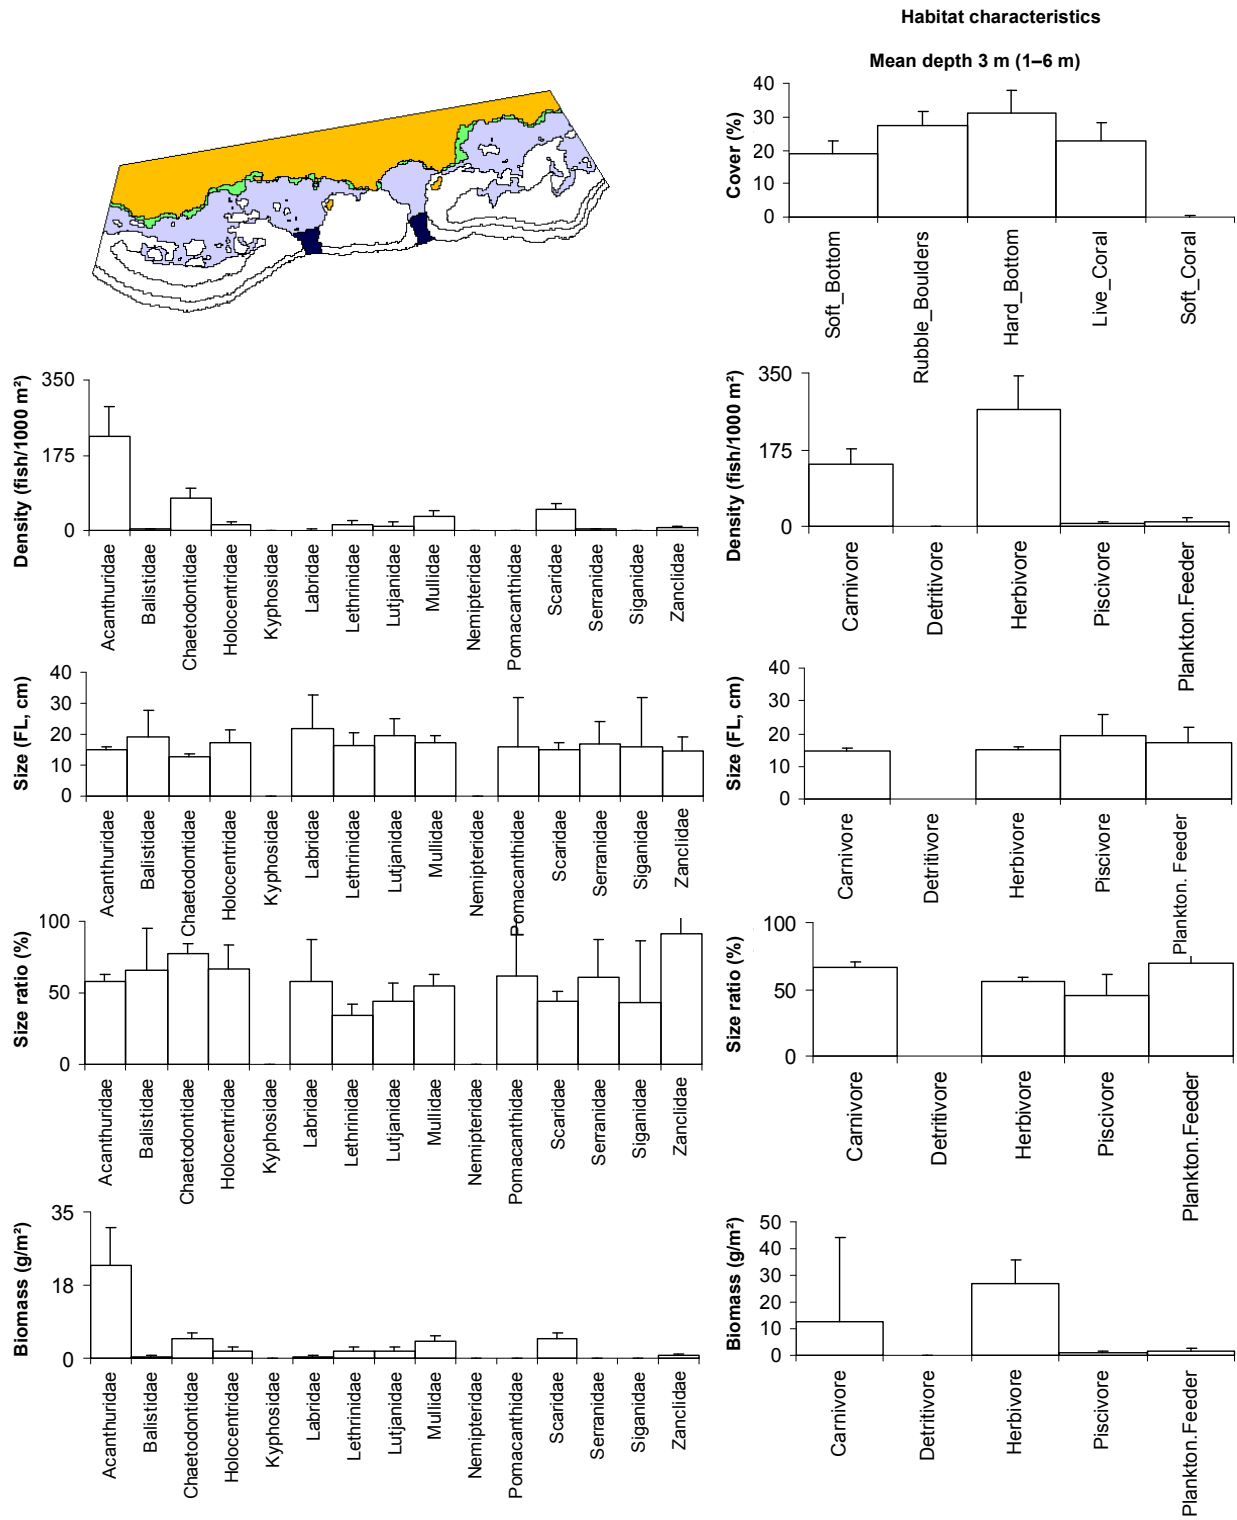 Habitat characteristics
Mean depth 3 m (1–6 m)
Cover (%)
40
30
20
10
0
Soft_Bottom
Rubble_Boulders
Hard_Bottom
Live_Coral
Soft_Coral
Density (fish/1000 m²)
350
175
0
Acanthuridae
Balistidae
Chaetodontidae
Holocentridae
Kyphosidae
Labridae
Lethrinidae
Lutjanidae
Mullidae
Nemipteridae
Pomacanthidae
Scaridae
Serranidae
Siganidae
Zanclidae
Density (fish/1000 m²)
350
175
0
Carnivore
Detritivore
Herbivore
Piscivore
Plankton.Feeder
Size (FL, cm)
40
30
20
10
0
Acanthuridae
Balistidae
Chaetodontidae
Holocentridae
Kyphosidae
Labridae
Lethrinidae
Lutjanidae
Mullidae
Nemipteridae
Pomacanthidae
Scaridae
Serranidae
Siganidae
Zanclidae
Size (FL, cm)
40
30
20
10
0
Carnivore
Detritivore
Herbivore
Piscivore
Plankton. Feeder
Size ratio (%)
100
50
0
Acanthuridae
Balistidae
Chaetodontidae
Holocentridae
Kyphosidae
Labridae
Lethrinidae
Lutjanidae
Mullidae
Nemipteridae
Pomacanthidae
Scaridae
Serranidae
Siganidae
Zanclidae
Size ratio (%)
100
50
0
Carnivore
Detritivore
Herbivore
Piscivore
Plankton.Feeder
Biomass (g/m²)
35
18
0
Acanthuridae
Balistidae
Chaetodontidae
Holocentridae
Kyphosidae
Labridae
Lethrinidae
Lutjanidae
Mullidae
Nemipteridae
Pomacanthidae
Scaridae
Serranidae
Siganidae
Zanclidae
Biomass (g/m²)
50
40
30
20
10
0
Carnivore
Detritivore
Herbivore
Piscivore
Plankton.Feeder